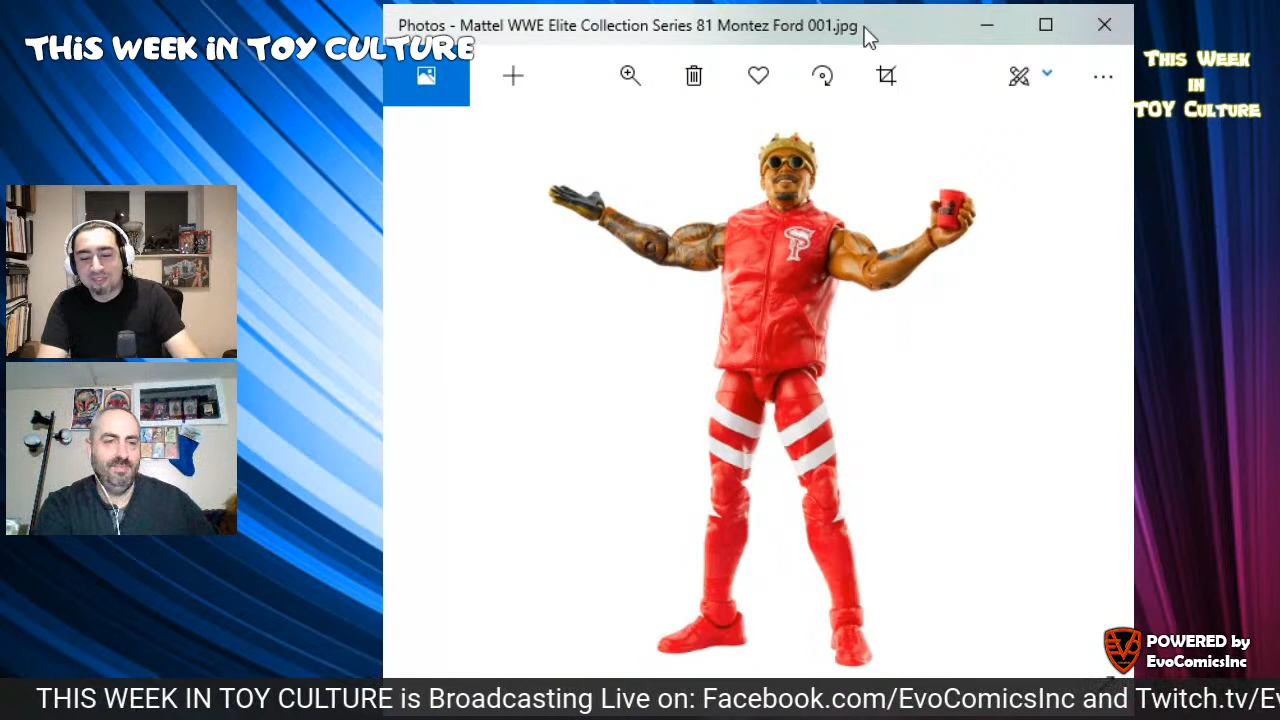 Photos - Mattel WWE Elite Collection Series 81 Montez Ford 001.jpg
THiS WEEK iN TOY CULTURE
This Week
in
TOY Culture
SP
POWERED by
EvoComicsInc
EVO
THIS WEEK IN TOY CULTURE is Broadcasting Live on: Facebook.com/EvoComicsInc and Twitch.tv/Ev